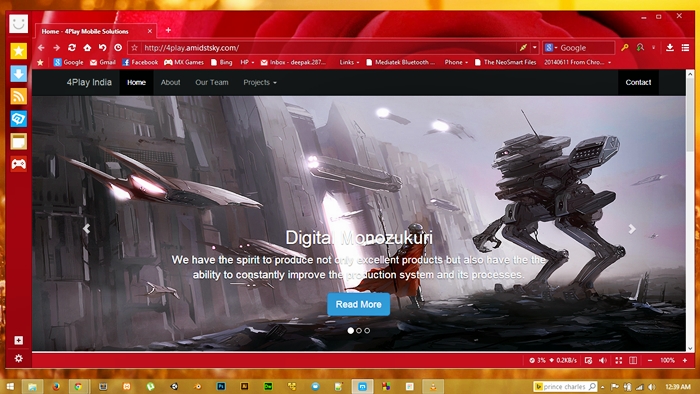 Home - 4Play Mobile Solutions
http://4play.amidstsky.com/
Google
Google Gmail Facebook MX Games Bing HP Inbox - deepak.287... Links Mediatek Bluetooth ... Phone The NeoSmart Files 20140611 From Chro...
4Play India Home About Our Team Projects Contact
Digital Monozukuri
We have the spirit to produce not only excellent products but also have the the
ability to constantly improve the production system and its processes.
Read More
3% 0.2KB/s 100%
prince charles 12:39 AM